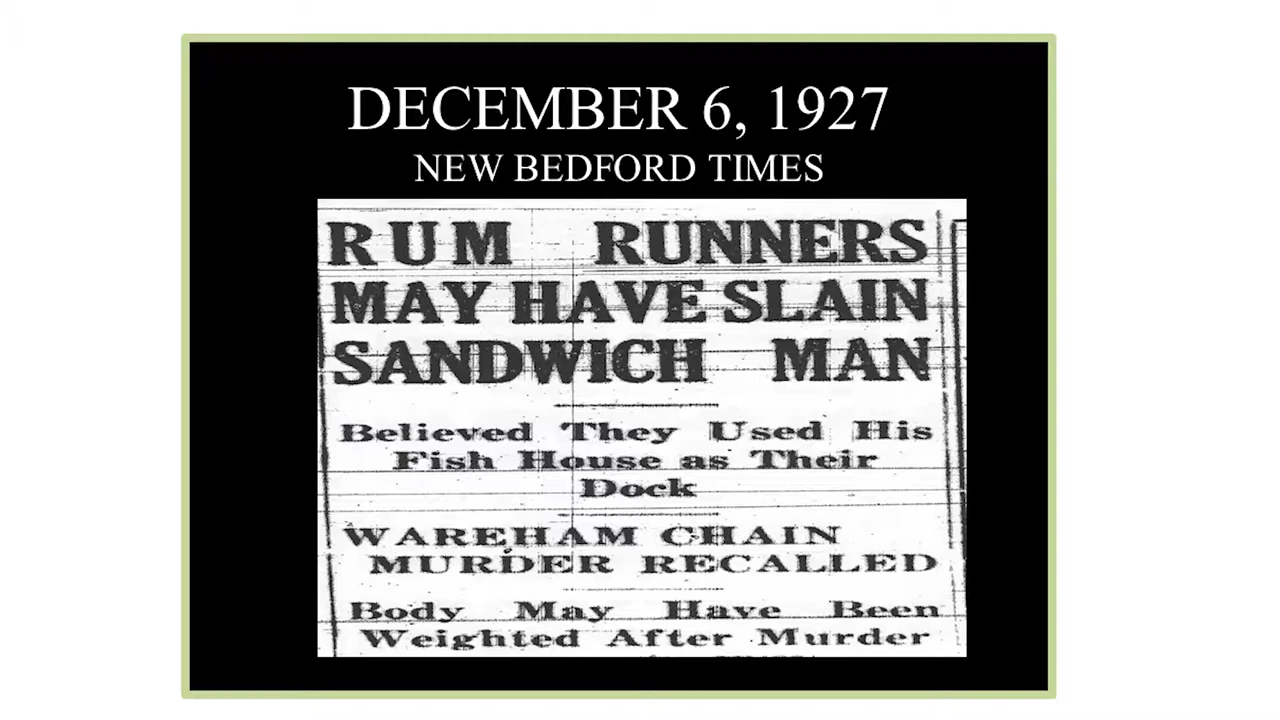 DECEMBER 6, 1927
NEW BEDFORD TIMES
RUM RUNNERS
MAY HAVE SLAIN
SANDWICH MAN
Believed They Used His
Fish House as Their
Dock
WAREHAM CHAIN
MURDER RECALLED
Body May Have Been
Weighted After Murder